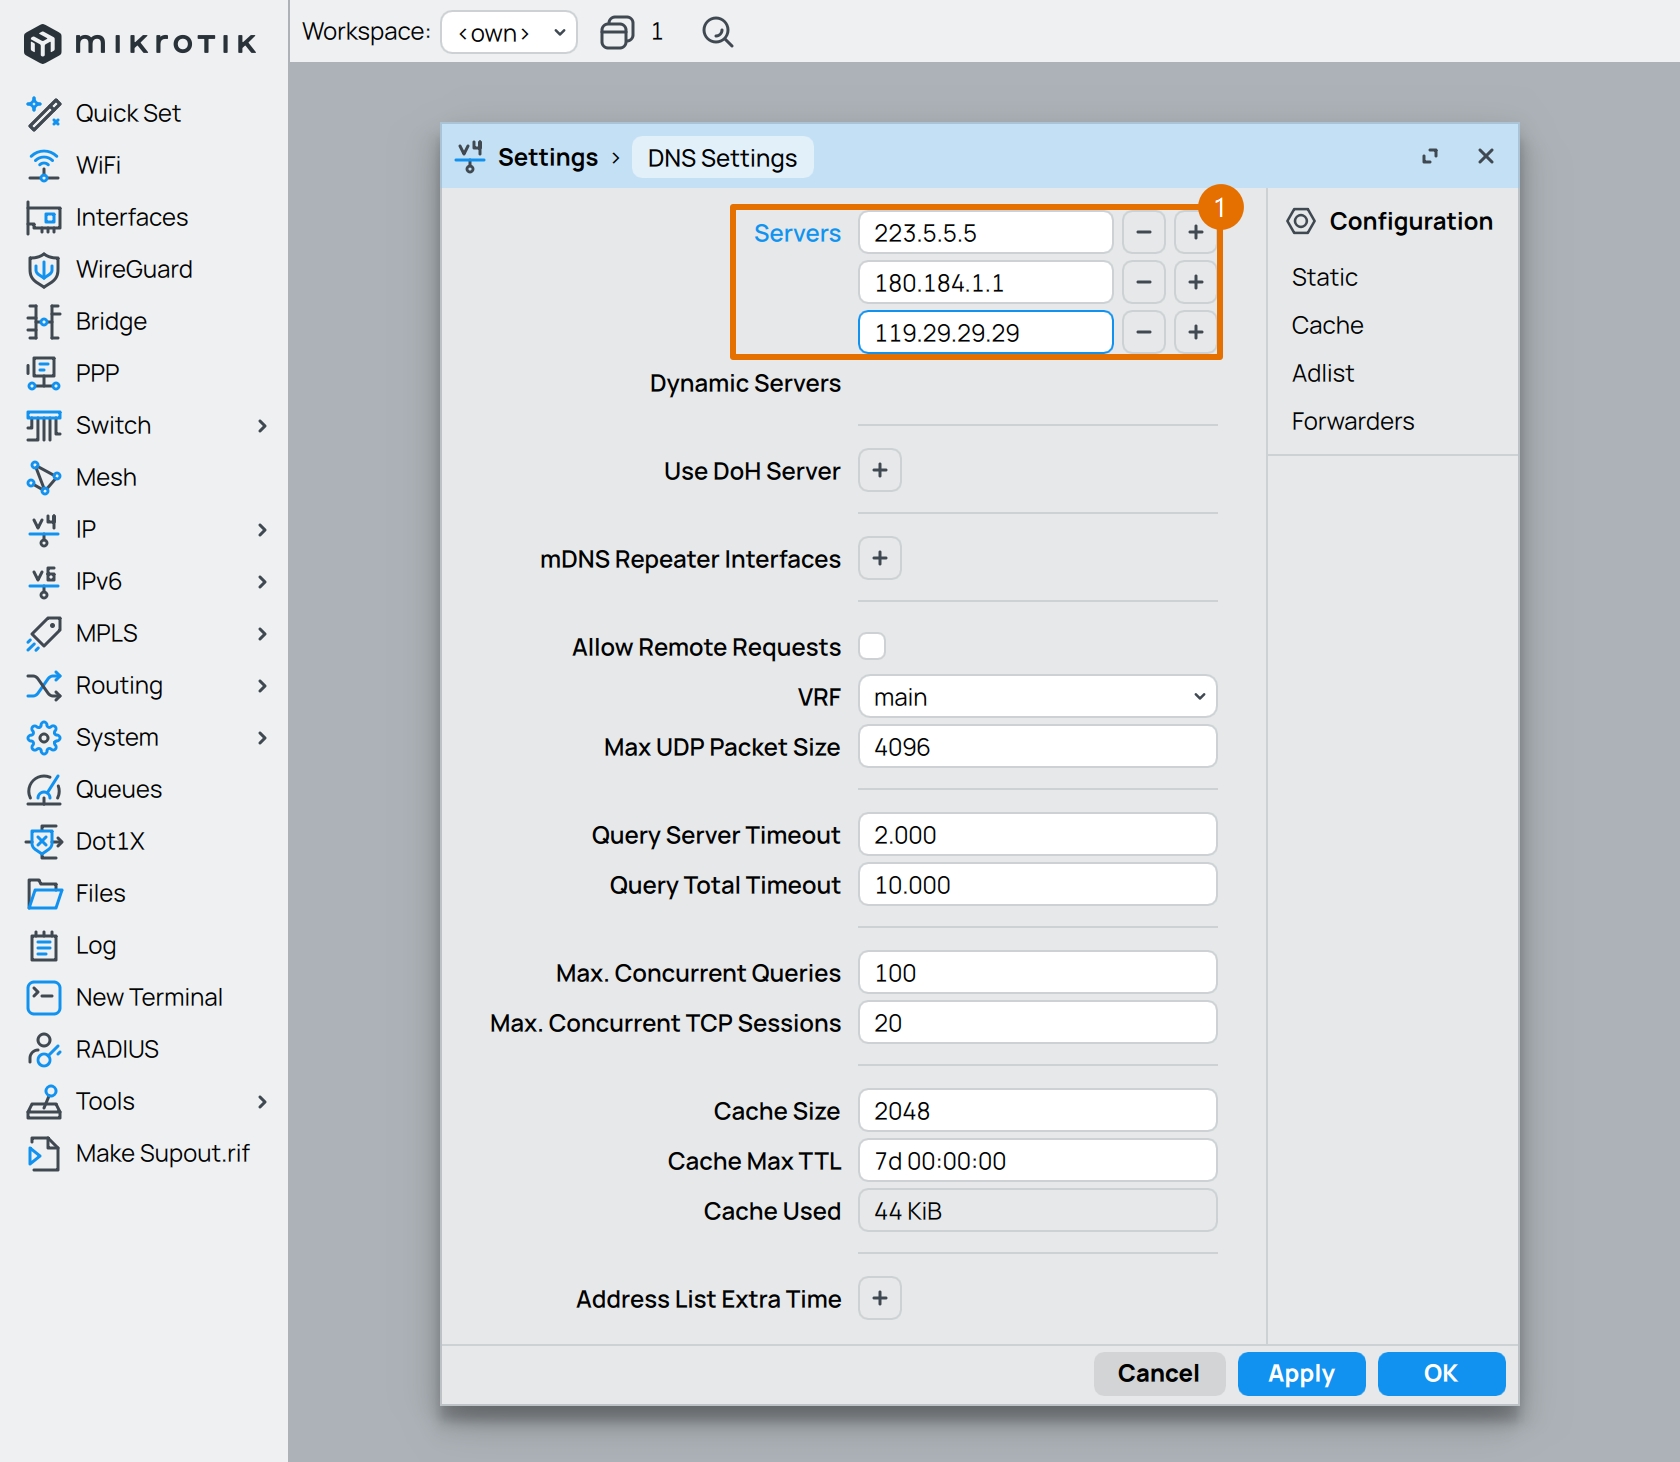 mikrotik
Workspace: <own> 1
Quick Set
WiFi
Interfaces
WireGuard
Bridge
PPP
Switch
Mesh
IP
IPv6
MPLS
Routing
System
Queues
Dot1X
Files
Log
New Terminal
RADIUS
Tools
Make Supout.rif
v4 Settings > DNS Settings
1
Servers 223.5.5.5
180.184.1.1
119.29.29.29
Dynamic Servers
Use DoH Server
mDNS Repeater Interfaces
Allow Remote Requests
VRF main
Max UDP Packet Size 4096
Query Server Timeout 2.000
Query Total Timeout 10.000
Max. Concurrent Queries 100
Max. Concurrent TCP Sessions 20
Cache Size 2048
Cache Max TTL 7d 00:00:00
Cache Used 44 KiB
Address List Extra Time
Configuration
Static
Cache
Adlist
Forwarders
Cancel Apply OK